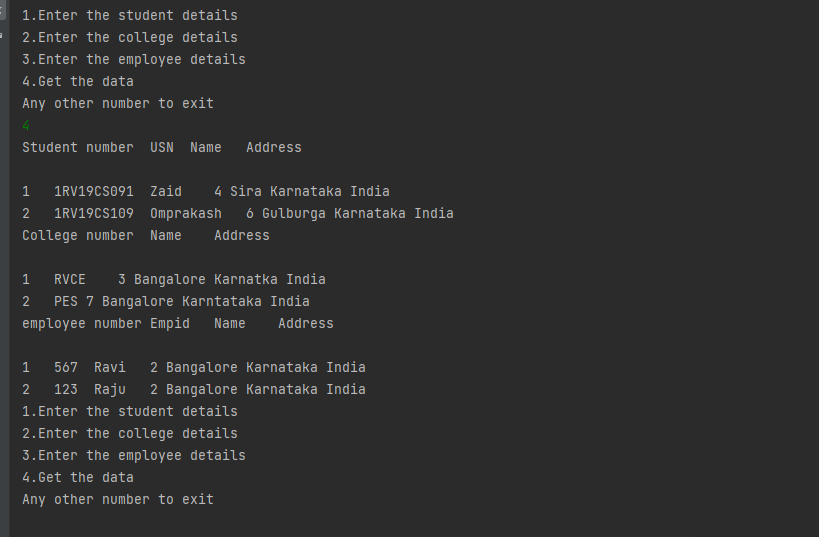 1.Enter the student details
2.Enter the college details
3.Enter the employee details
4.Get the data
Any other number to exit
4
Student number  USN  Name   Address
1   1RV19CS091  Zaid    4 Sira Karnataka India
2   1RV19CS109  Omprakash   6 Gulburga Karnataka India
College number  Name    Address
1   RVCE    3 Bangalore Karnatka India
2   PES 7 Bangalore Karntataka India
employee number Empid   Name    Address
1   567  Ravi   2 Bangalore Karnataka India
2   123  Raju   2 Bangalore Karnataka India
1.Enter the student details
2.Enter the college details
3.Enter the employee details
4.Get the data
Any other number to exit